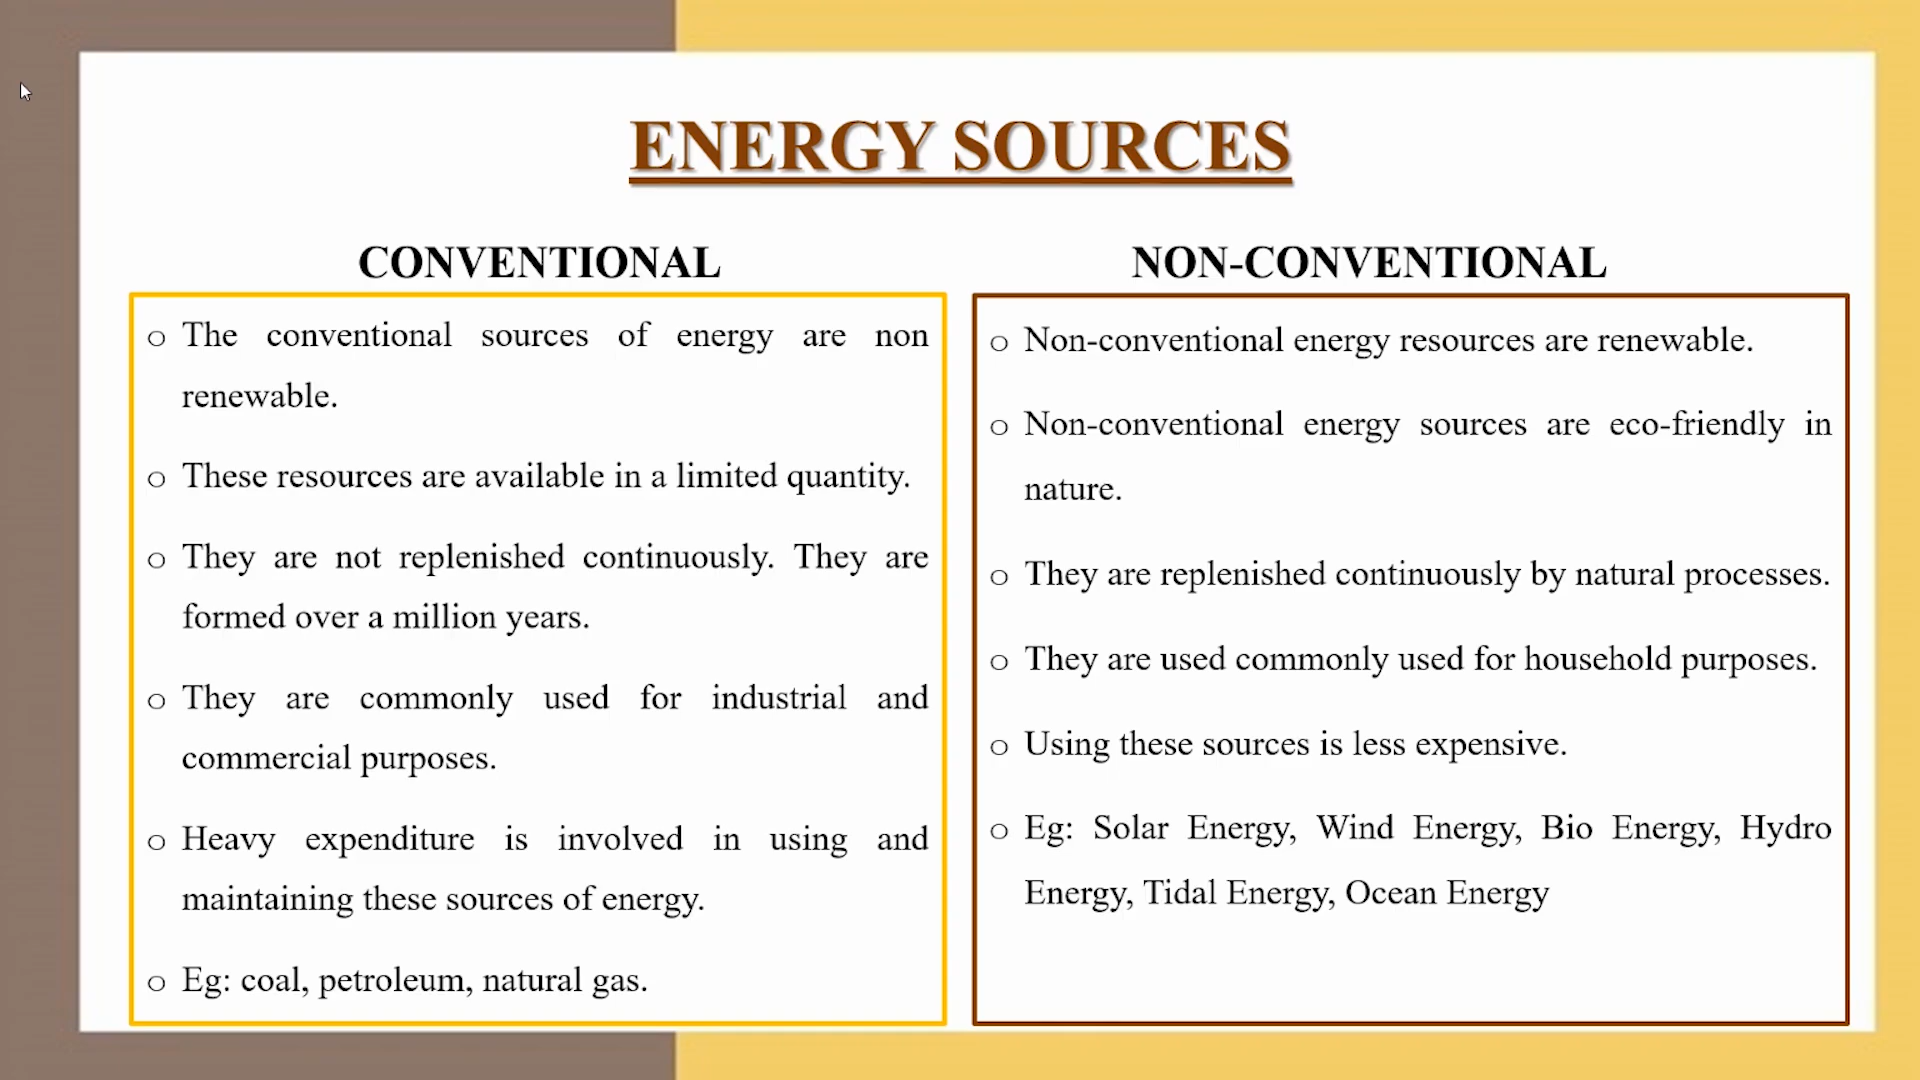 ENERGY SOURCES
CONVENTIONAL
o The conventional sources of energy are non
renewable.
o These resources are available in a limited quantity.
o They are not replenished continuously. They are
formed over a million years.
o They are commonly used for industrial and
commercial purposes.
o Heavy expenditure is involved in using and
maintaining these sources of energy.
o Eg: coal, petroleum, natural gas.
NON-CONVENTIONAL
o Non-conventional energy resources are renewable.
o Non-conventional energy sources are eco-friendly in
nature.
o They are replenished continuously by natural processes.
o They are used commonly used for household purposes.
o Using these sources is less expensive.
o Eg: Solar Energy, Wind Energy, Bio Energy, Hydro
Energy, Tidal Energy, Ocean Energy